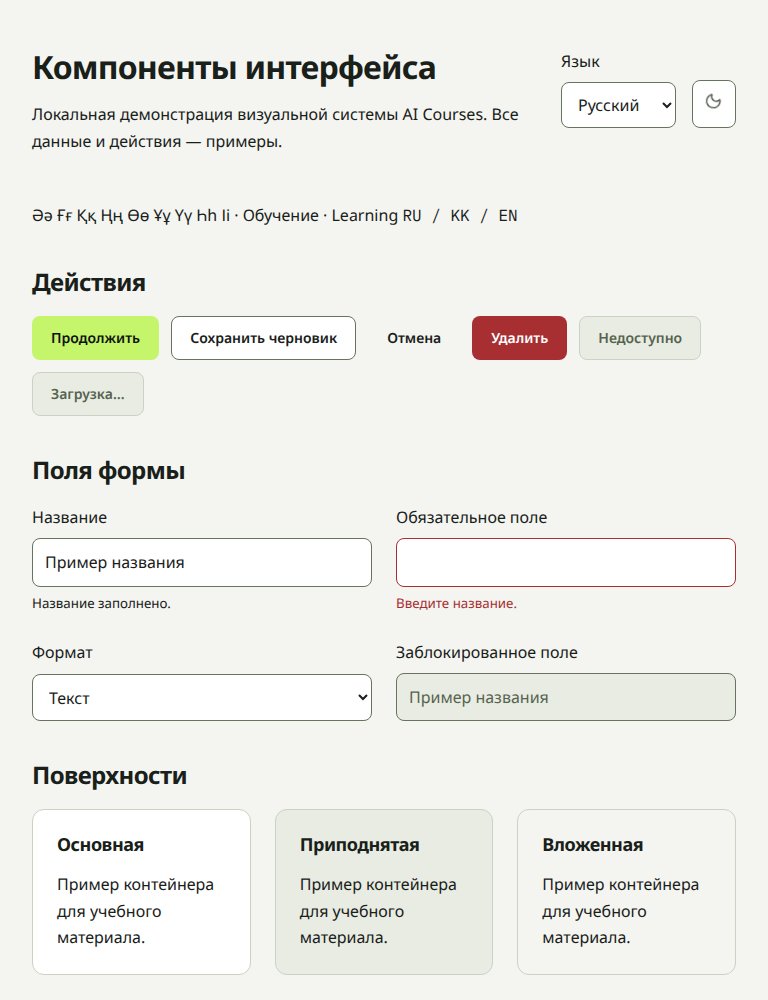 Компоненты интерфейса
Локальная демонстрация визуальной системы AI Courses. Все
данные и действия — примеры.
Язык
Русский
Әә Ғғ Ққ Ңң Өө Ұұ Үү Һһ Іі · Обучение · Learning RU / KK / EN
Действия
Продолжить
Сохранить черновик
Отмена
Удалить
Недоступно
Загрузка…
Поля формы
Название
Пример названия
Название заполнено.
Обязательное поле
Введите название.
Формат
Текст
Заблокированное поле
Пример названия
Поверхности
Основная
Пример контейнера
для учебного
материала.
Приподнятая
Пример контейнера
для учебного
материала.
Вложенная
Пример контейнера
для учебного
материала.